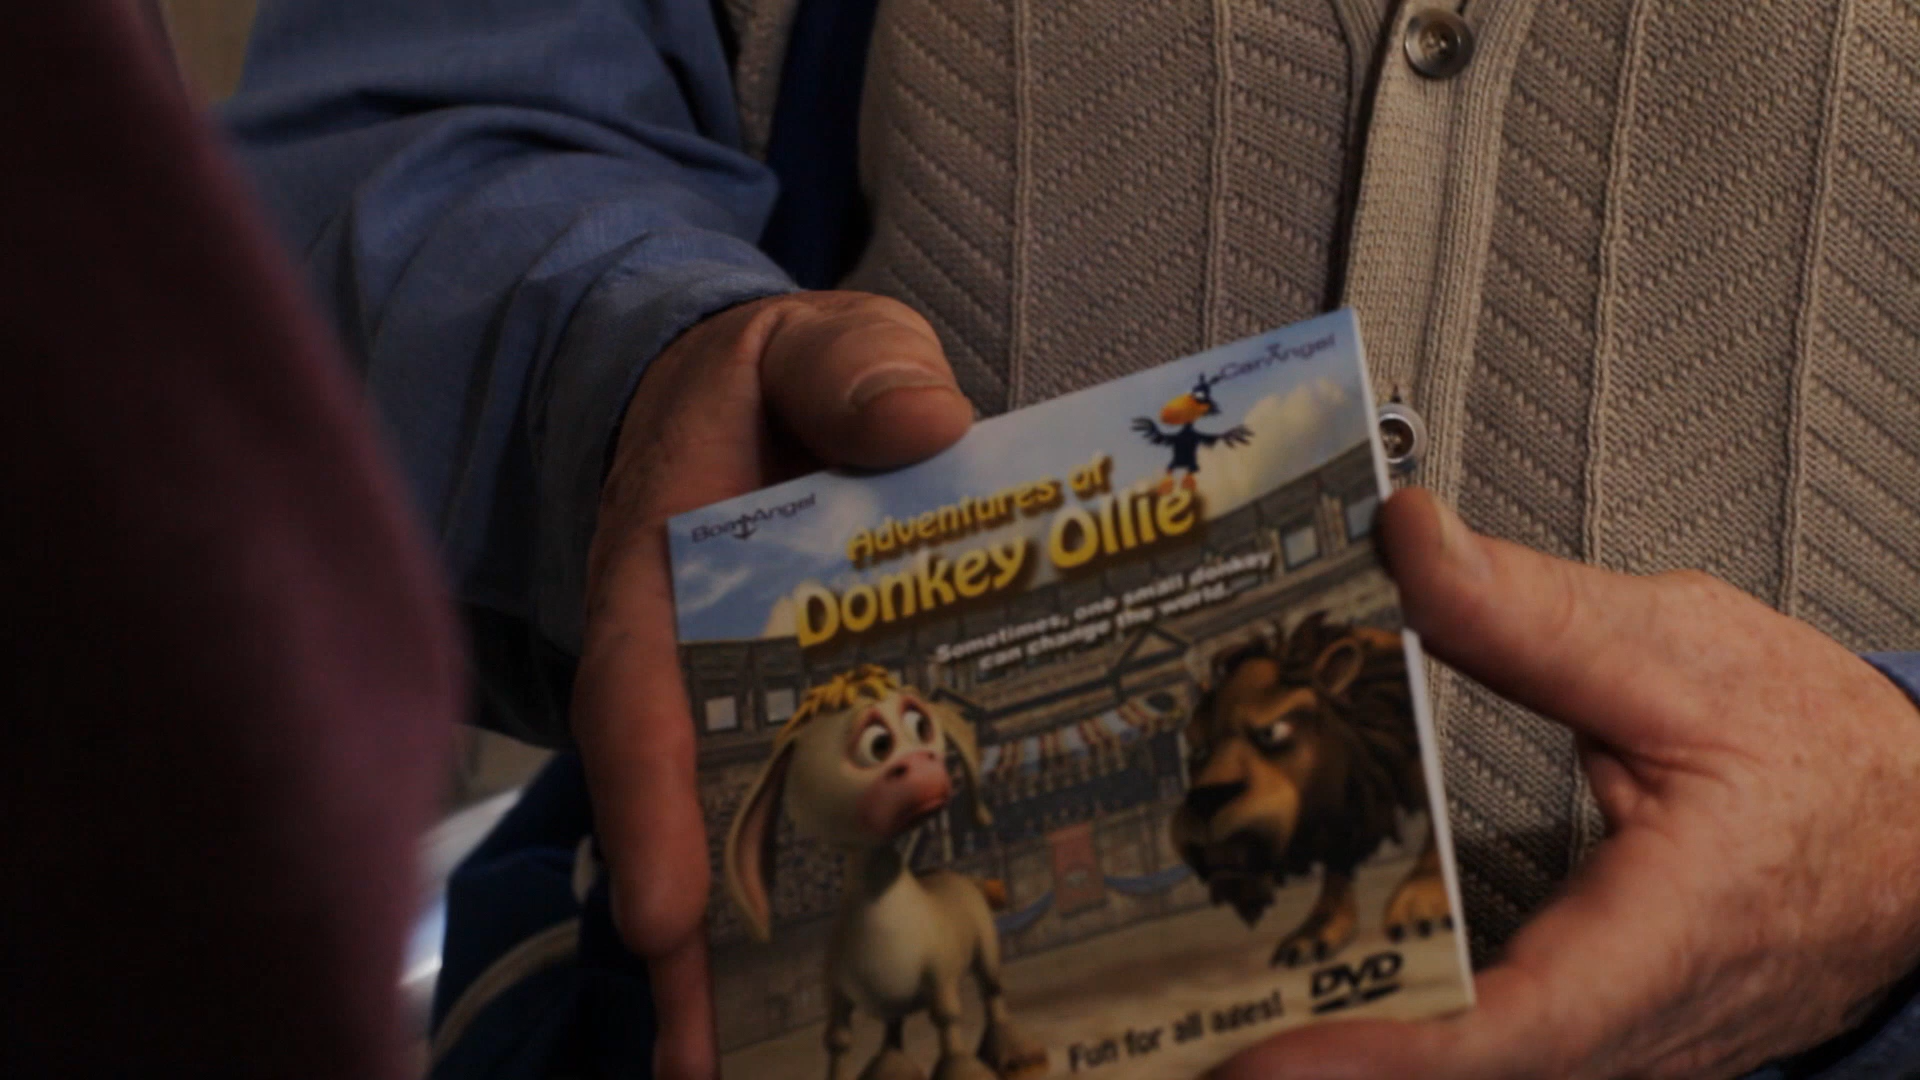 BoatAngel
CarAngel
Adventures of
Donkey Ollie
Sometimes, one small donkey
can change the world...
Fun for all ages!
DVD